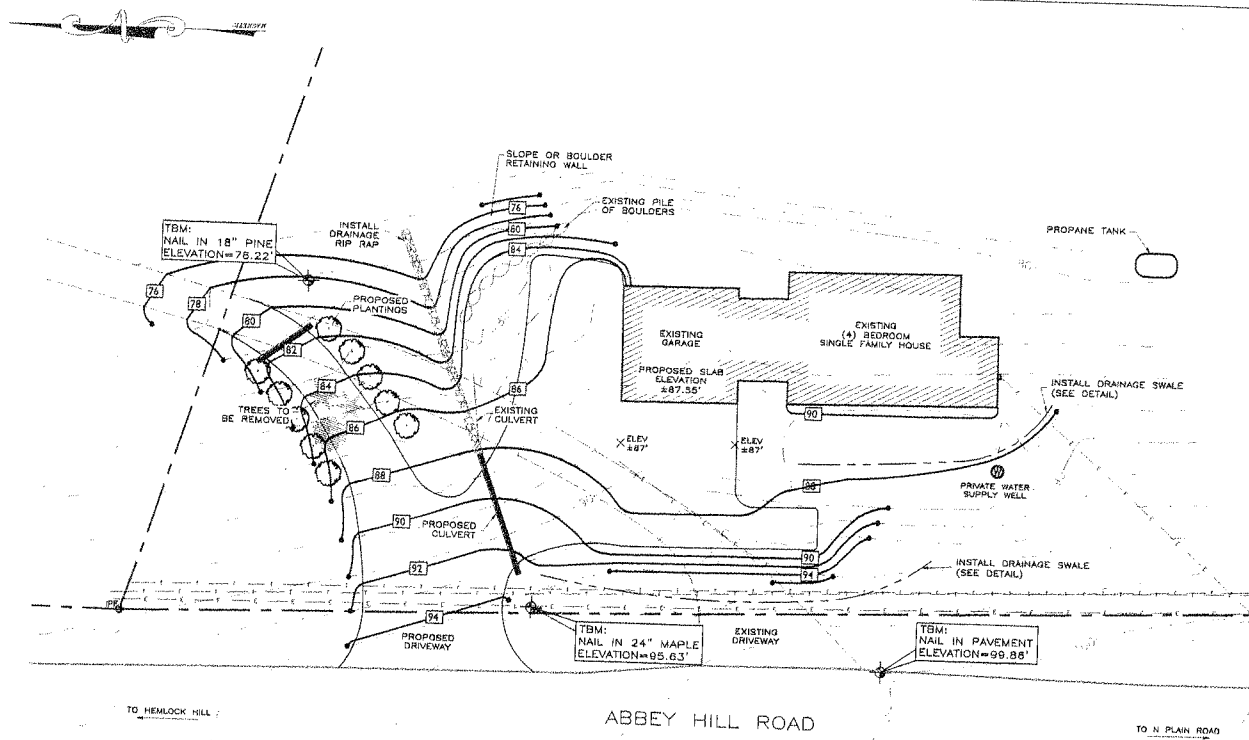 MAGNETIC
SLOPE OR BOULDER
RETAINING WALL
76
EXISTING PILE
OF BOULDERS
80
84
TBM:
NAIL IN 18" PINE
ELEVATION=76.22'
INSTALL
DRAINAGE
RIP RAP
PROPANE TANK
76
78
80
PROPOSED
PLANTINGS
82
84
86
86
TREES TO
BE REMOVED
EXISTING
CULVERT
EXISTING
GARAGE
PROPOSED SLAB
ELEVATION
±87.55'
EXISTING
(4) BEDROOM
SINGLE FAMILY HOUSE
INSTALL DRAINAGE SWALE
(SEE DETAIL)
90
ELEV
±87'
ELEV
±87'
88
88
PRIVATE WATER
SUPPLY WELL
W
90
PROPOSED
CULVERT
92
90
94
INSTALL DRAINAGE SWALE
(SEE DETAIL)
94
PROPOSED
DRIVEWAY
TBM:
NAIL IN 24" MAPLE
ELEVATION=95.63'
EXISTING
DRIVEWAY
TBM:
NAIL IN PAVEMENT
ELEVATION=99.86'
TO HEMLOCK HILL
ABBEY HILL ROAD
TO N PLAIN ROAD